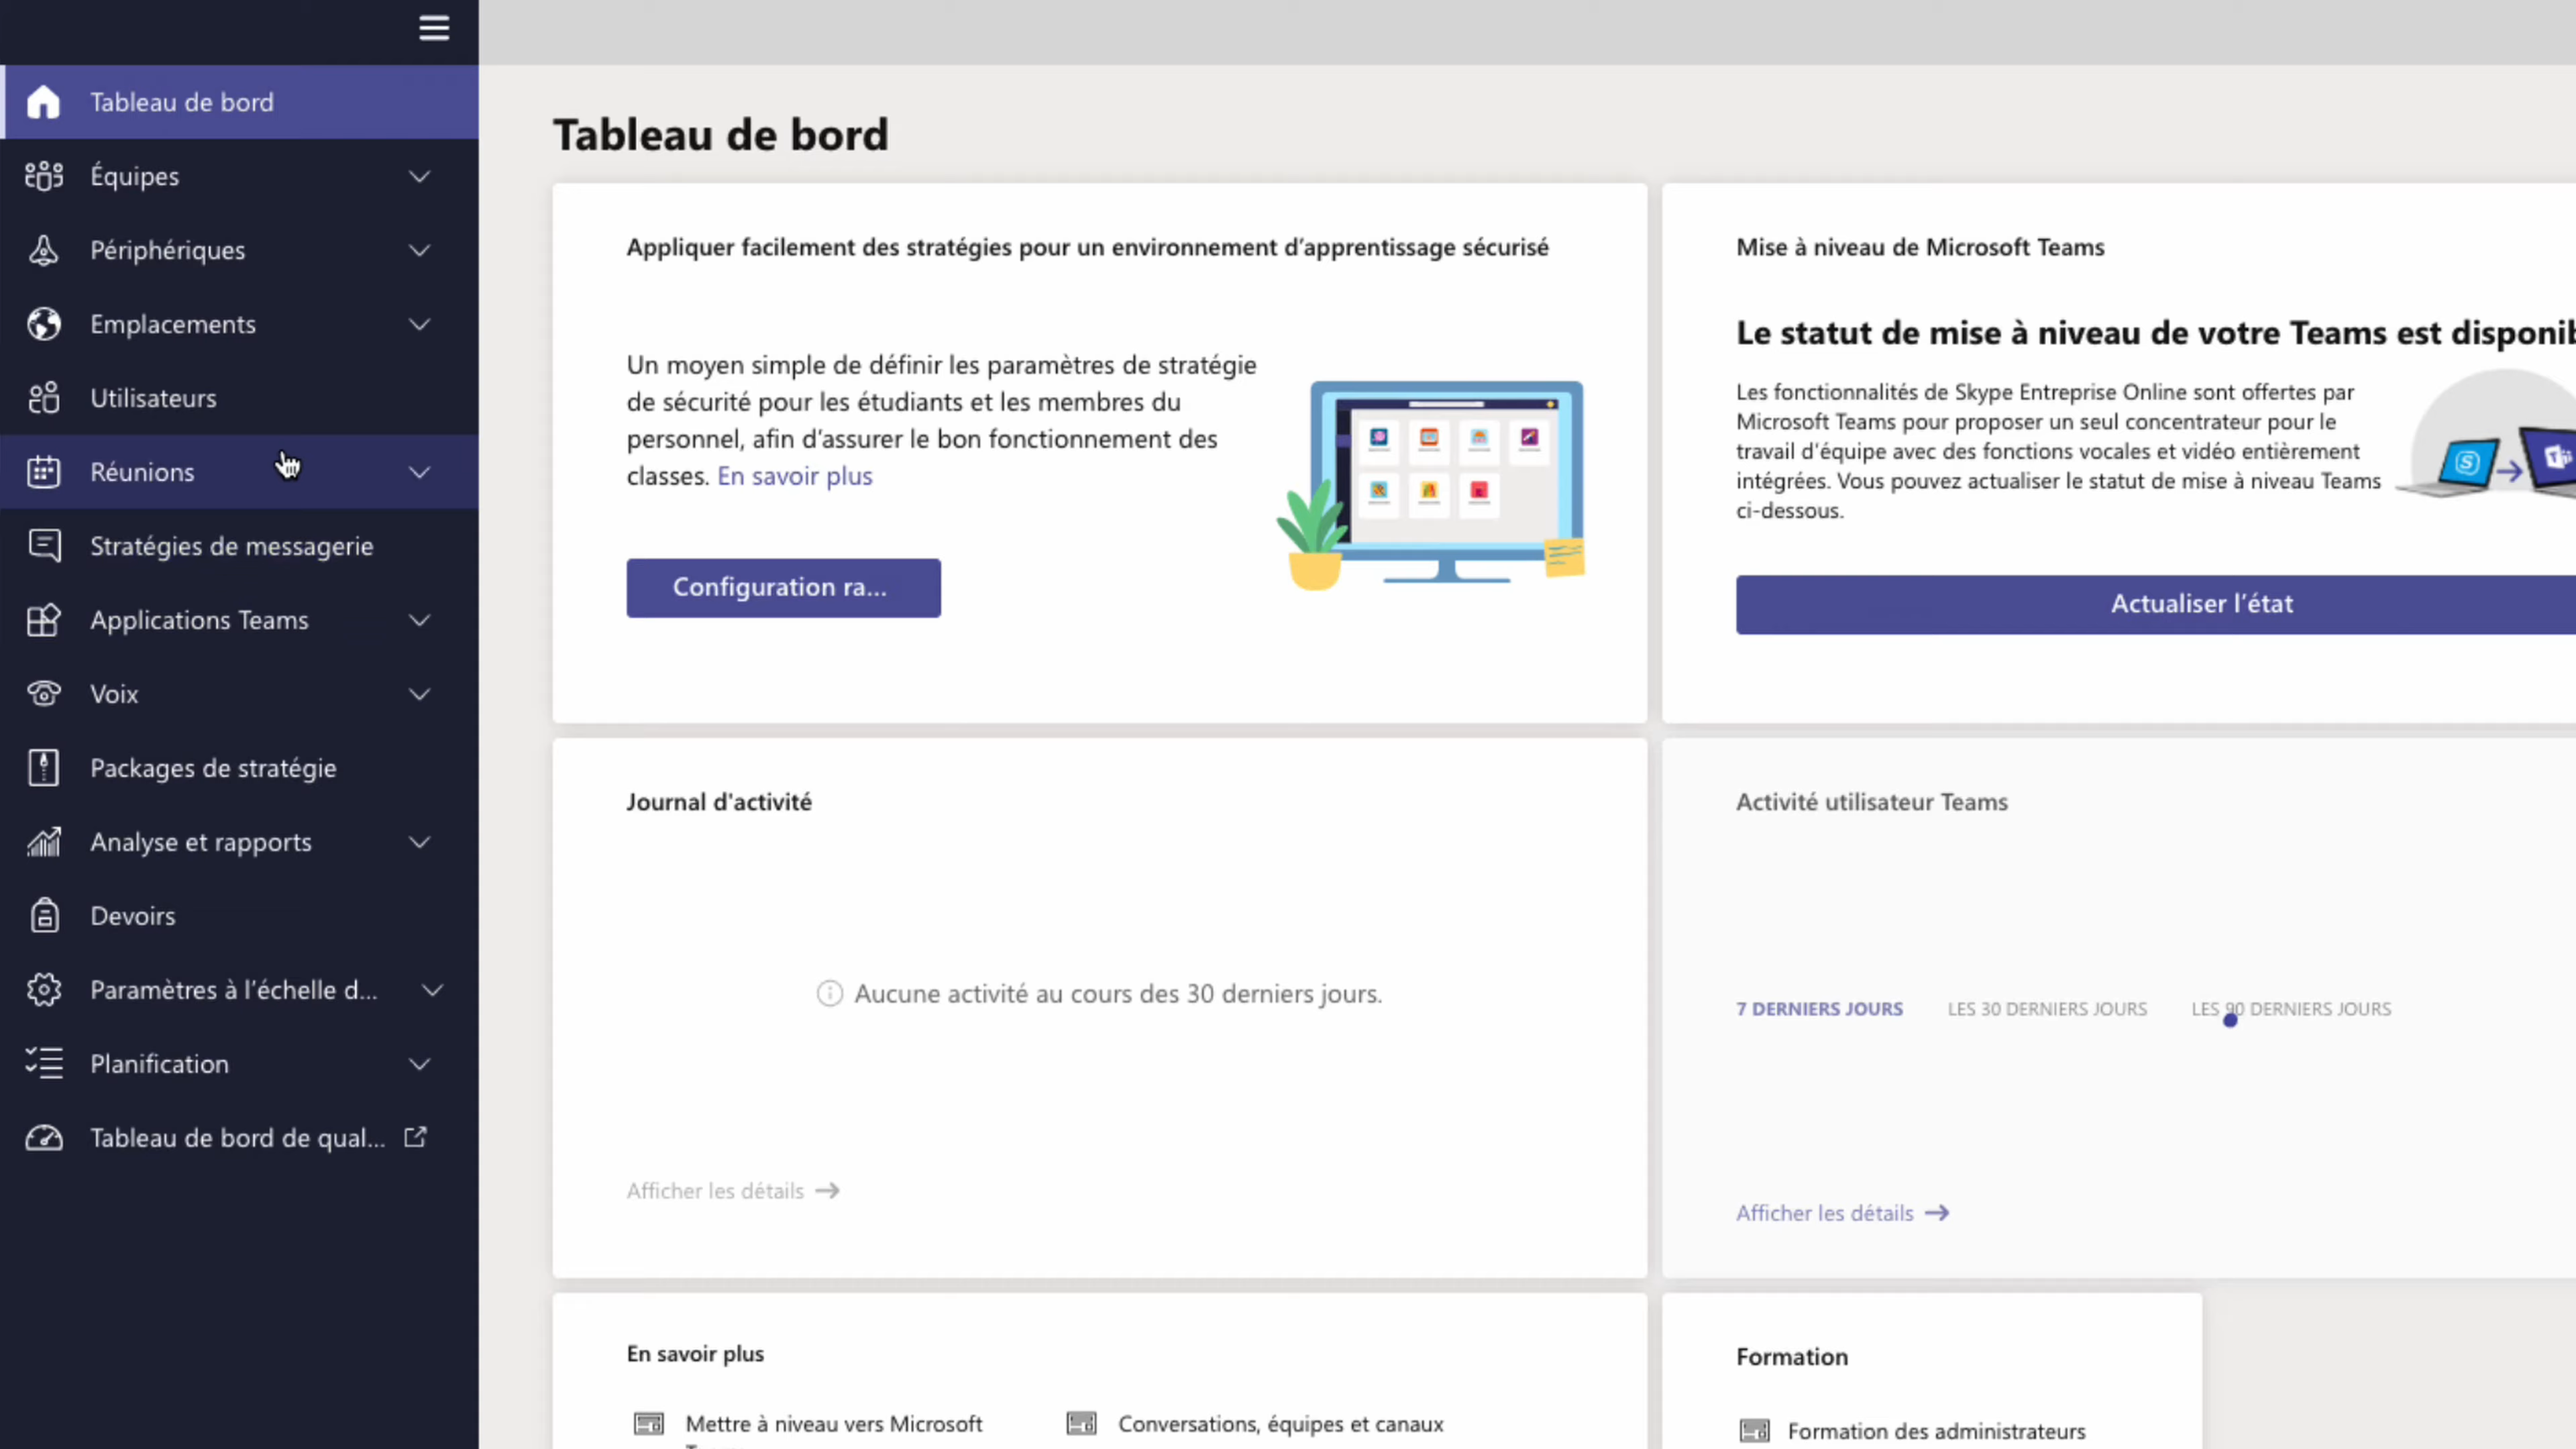 Tableau de bord
Équipes
Périphériques
Emplacements
Utilisateurs
Réunions
Stratégies de messagerie
Applications Teams
Voix
Packages de stratégie
Analyse et rapports
Devoirs
Paramètres à l'échelle d...
Planification
Tableau de bord de qual...
Tableau de bord
Appliquer facilement des stratégies pour un environnement d'apprentissage sécurisé
Un moyen simple de définir les paramètres de stratégie
de sécurité pour les étudiants et les membres du
personnel, afin d'assurer le bon fonctionnement des
classes. En savoir plus
Configuration ra...
Mise à niveau de Microsoft Teams
Le statut de mise à niveau de votre Teams est disponib
Les fonctionnalités de Skype Entreprise Online sont offertes par
Microsoft Teams pour proposer un seul concentrateur pour le
travail d'équipe avec des fonctions vocales et vidéo entièrement
intégrées. Vous pouvez actualiser le statut de mise à niveau Teams
ci-dessous.
Actualiser l'état
Journal d'activité
Aucune activité au cours des 30 derniers jours.
Afficher les détails
Activité utilisateur Teams
7 DERNIERS JOURS LES 30 DERNIERS JOURS LES 90 DERNIERS JOURS
Afficher les détails
En savoir plus
Mettre à niveau vers Microsoft
Conversations, équipes et canaux
Formation
Formation des administrateurs